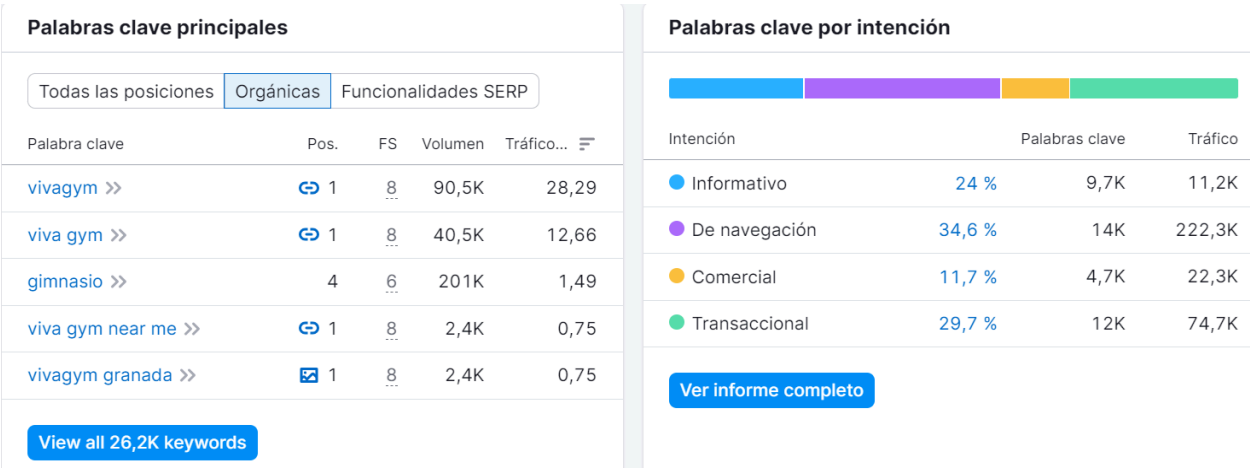 Palabras clave principales
Todas las posiciones Orgánicas Funcionalidades SERP
Palabra clave Pos. FS Volumen Tráfico...
vivagym 1 8 90,5K 28,29
viva gym 1 8 40,5K 12,66
gimnasio 4 6 201K 1,49
viva gym near me 1 8 2,4K 0,75
vivagym granada 1 8 2,4K 0,75
View all 26,2K keywords
Palabras clave por intención
Intención Palabras clave Tráfico
Informativo 24 % 9,7K 11,2K
De navegación 34,6 % 14K 222,3K
Comercial 11,7 % 4,7K 22,3K
Transaccional 29,7 % 12K 74,7K
Ver informe completo